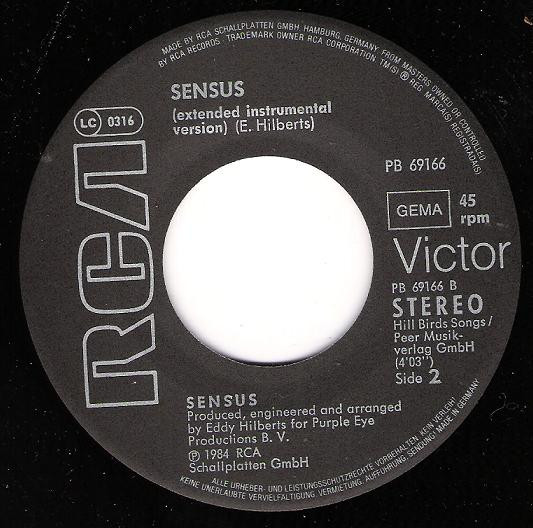 MADE BY RCA SCHALLPLATTEN GMBH, HAMBURG, GERMANY FROM MASTERS OWNED OR CONTROLLED
BY RCA RECORDS. TRADEMARK OWNER RCA CORPORATION TM(S) ® REG. MARCA(S) REGISTRADA(S)
SENSUS
(extended instrumental
version) (E. Hilberts)
LC 0316
RCA
PB 69166
GEMA
45
rpm
Victor
PB 69166 B
STEREO
Hill Birds Songs/
Peer Musik-
verlag GmbH
(4'03'')
Side 2
SENSUS
Produced, engineered and arranged
by Eddy Hilberts for Purple Eye
Productions B. V.
℗ 1984 RCA
Schallplatten GmbH
ALLE URHEBER- UND LEISTUNGSSCHUTZRECHTE VORBEHALTEN. KEIN VERLEIH!
KEINE UNERLAUBTE VERVIELFÄLTIGUNG, VERMIETUNG, AUFFÜHRUNG, SENDUNG! MADE IN GERMANY